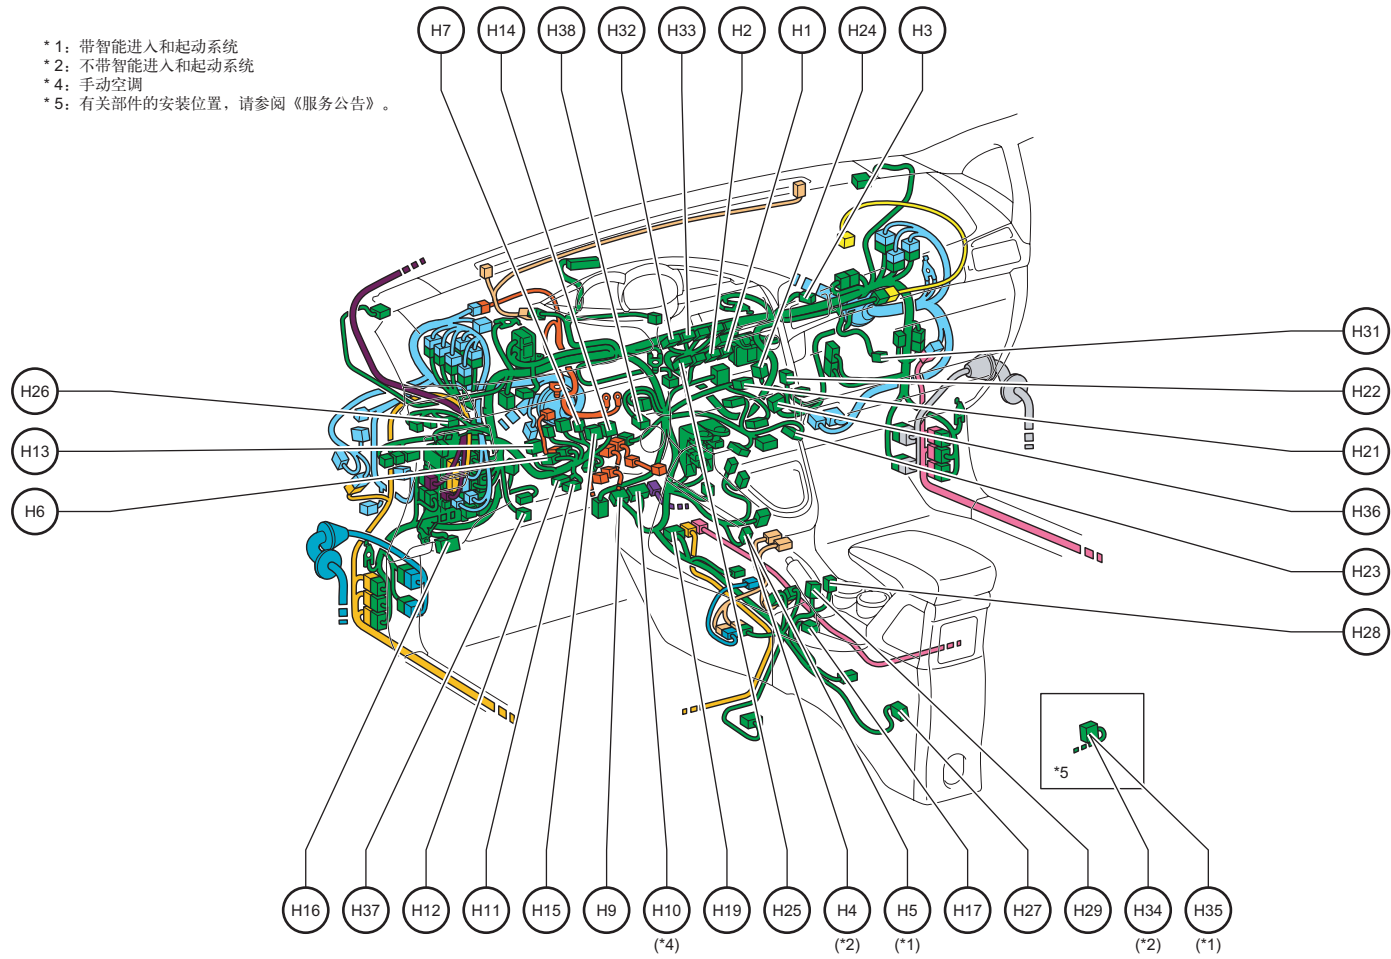 * 1: 带智能进入和起动系统
* 2: 不带智能进入和起动系统
* 4: 手动空调
* 5: 有关部件的安装位置，请参阅《服务公告》。
H7 H14 H38 H32 H33 H2 H1 H24 H3
H31
H26
H22
H13
H21
H6
H36
H23
H28
*5
H16 H37 H12 H11 H15 H9 H10 H19 H25 H4 H5 H17 H27 H29 H34 H35
(*4) (*2) (*1) (*2) (*1)